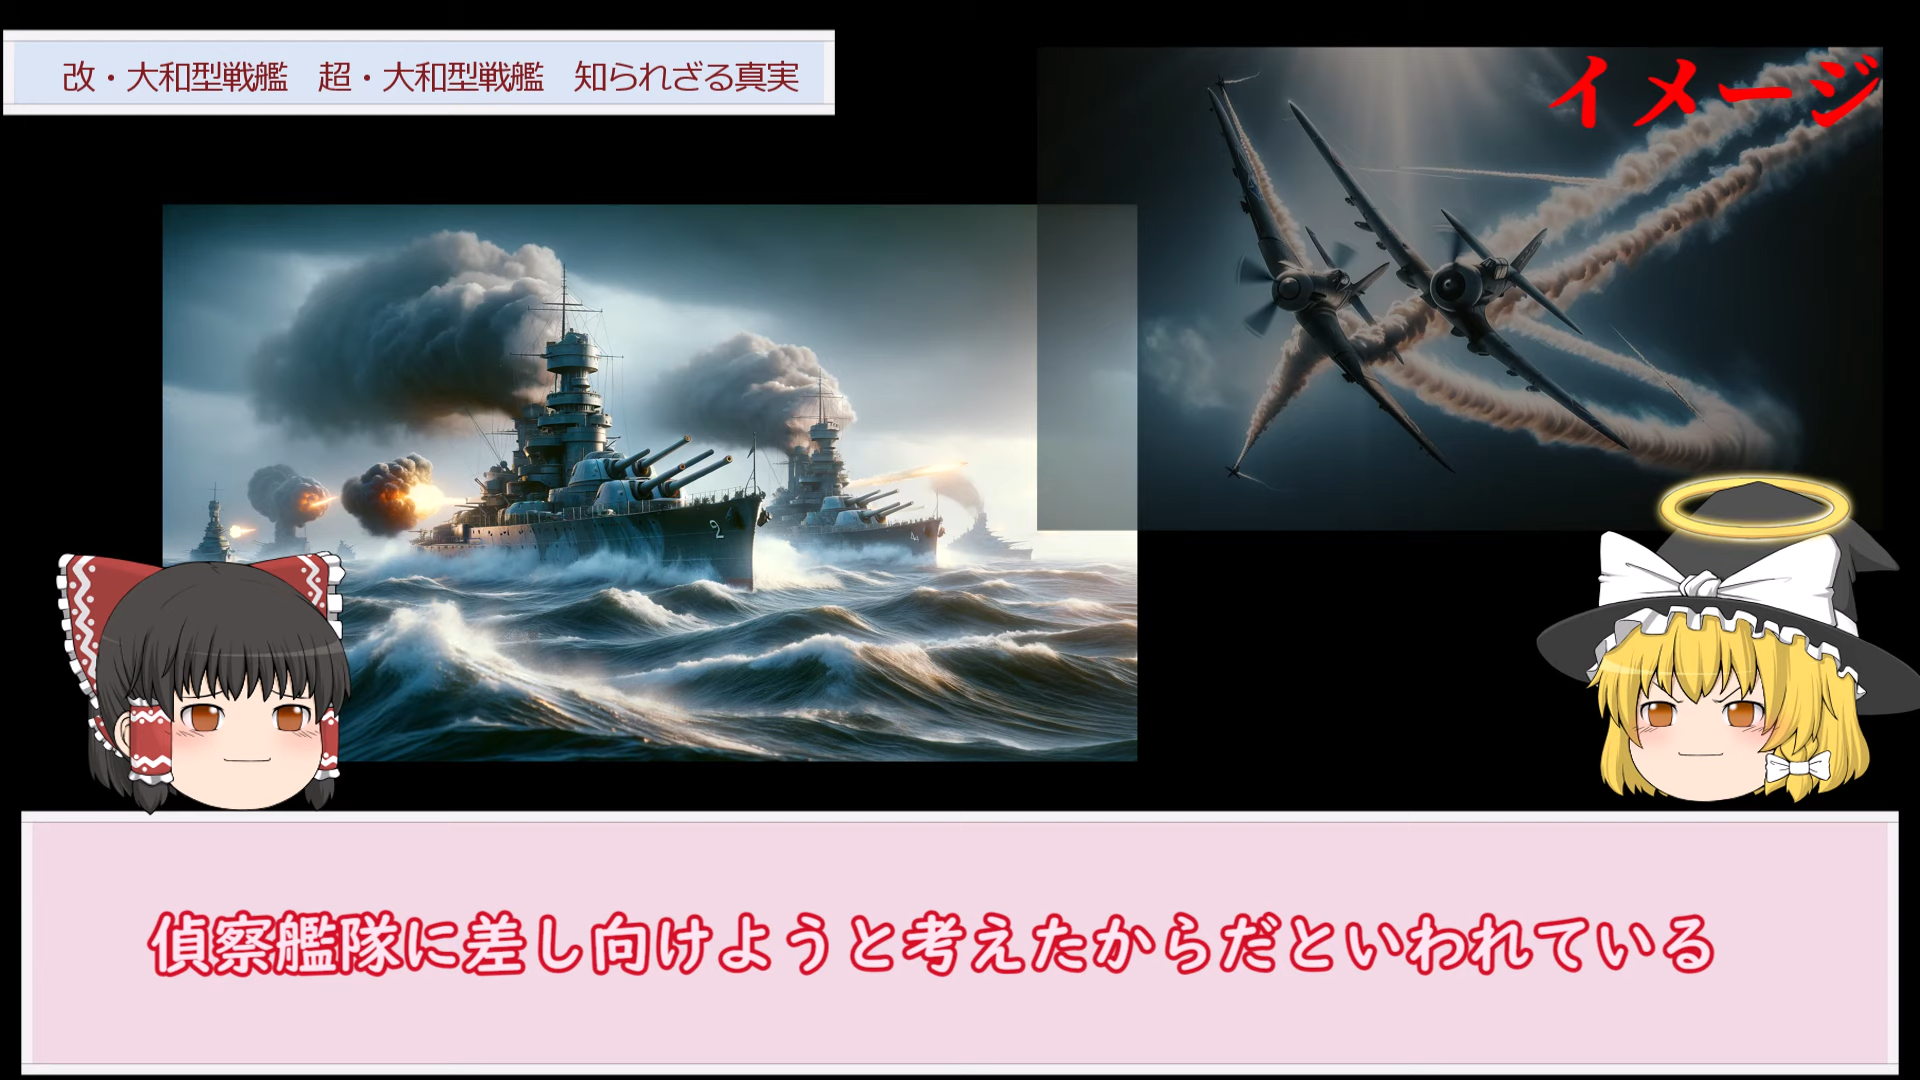 改・大和型戦艦　超・大和型戦艦　知られざる真実
イメージ
2
偵察艦隊に差し向けようと考えたからだといわれている